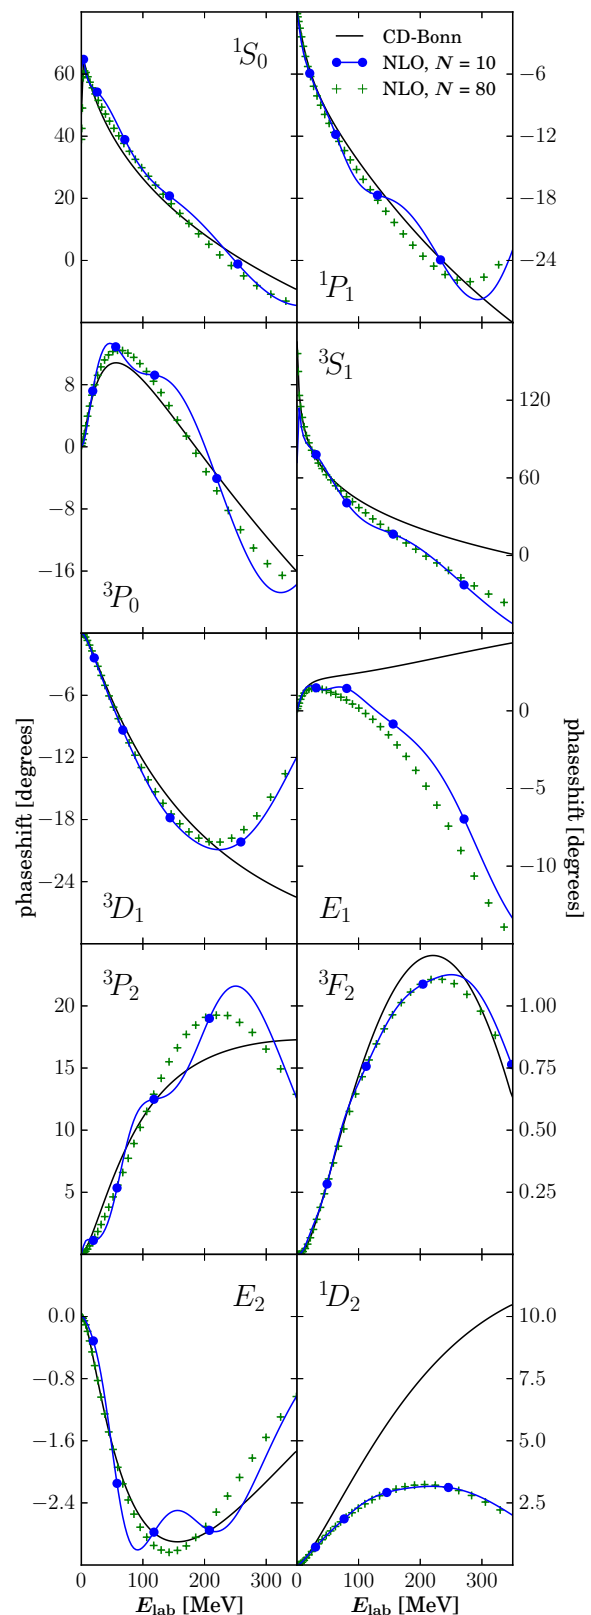 ¹S₀
60
40
20
0
CD-Bonn
NLO, N = 10
NLO, N = 80
−6
−12
−18
−24
¹P₁
8
0
−8
−16
³P₀
³S₁
120
60
0
−6
−12
−18
−24
phaseshift [degrees]
³D₁
0
−5
−10
phaseshift [degrees]
E₁
³P₂
20
15
10
5
³F₂
1.00
0.75
0.50
0.25
E₂
0.0
−0.8
−1.6
−2.4
0 100 200 300
E_lab [MeV]
¹D₂
10.0
7.5
5.0
2.5
0 100 200 300
E_lab [MeV]